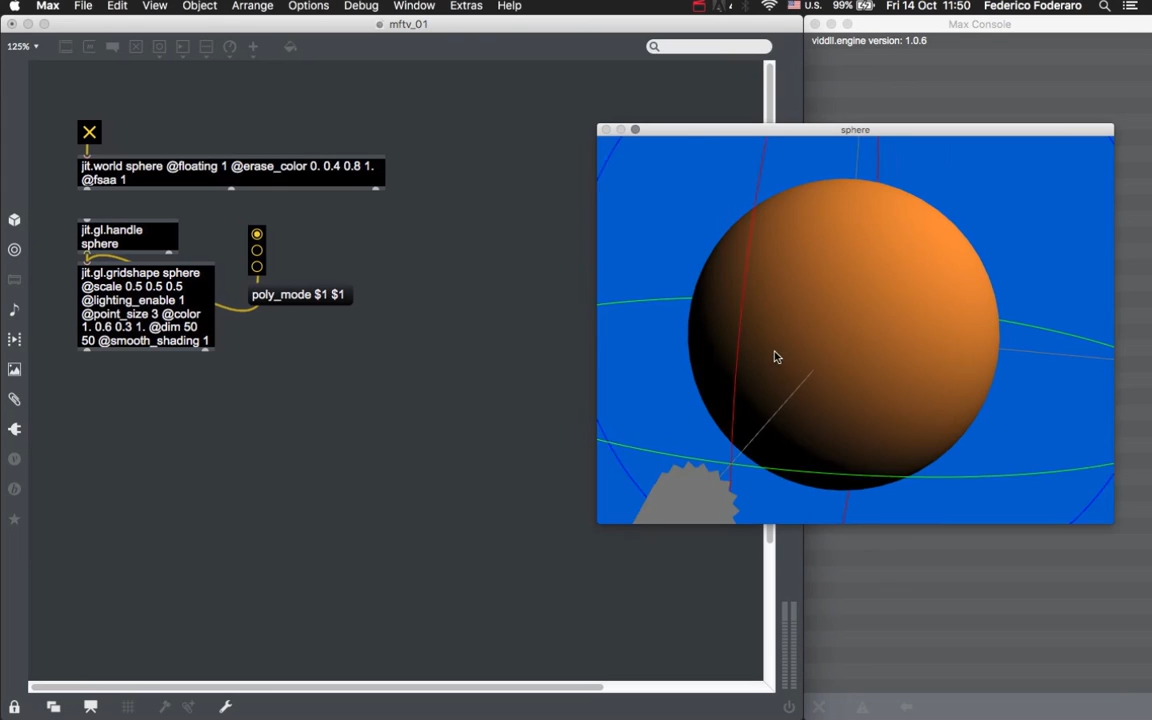 Max File Edit View Object Arrange Options Debug Window Extras Help U.S. 99% Fri 14 Oct 11:50 Federico Foderaro
mftv_01
Max Console
125%
viddll.engine version: 1.0.6
sphere
jit.world sphere @floating 1 @erase_color 0. 0.4 0.8 1.
@fsaa 1
jit.gl.handle
sphere
jit.gl.gridshape sphere
@scale 0.5 0.5 0.5
@lighting_enable 1
@point_size 3 @color
1. 0.6 0.3 1. @dim 50
50 @smooth_shading 1
poly_mode $1 $1